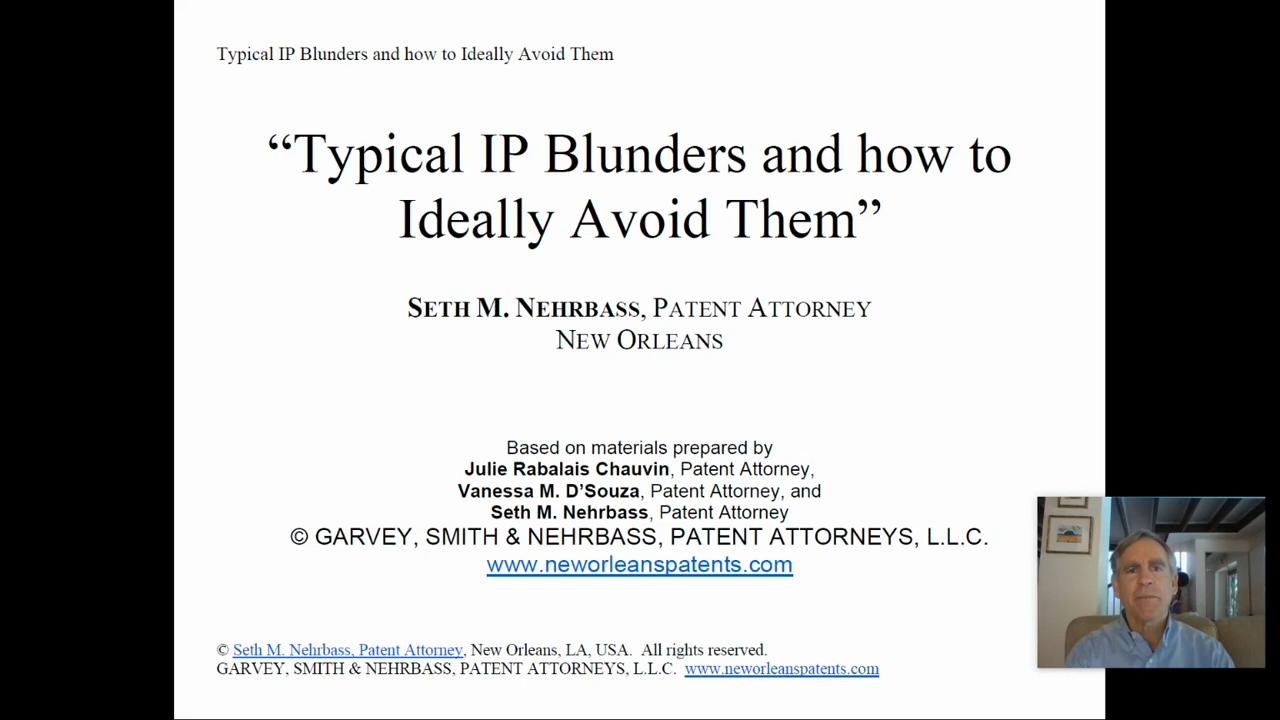 Typical IP Blunders and how to Ideally Avoid Them
“Typical IP Blunders and how to
Ideally Avoid Them”
SETH M. NEHRBASS, PATENT ATTORNEY
NEW ORLEANS
Based on materials prepared by
Julie Rabalais Chauvin, Patent Attorney,
Vanessa M. D’Souza, Patent Attorney, and
Seth M. Nehrbass, Patent Attorney
© GARVEY, SMITH & NEHRBASS, PATENT ATTORNEYS, L.L.C.
www.neworleanspatents.com
© Seth M. Nehrbass, Patent Attorney, New Orleans, LA, USA.  All rights reserved.
GARVEY, SMITH & NEHRBASS, PATENT ATTORNEYS, L.L.C.  www.neworleanspatents.com